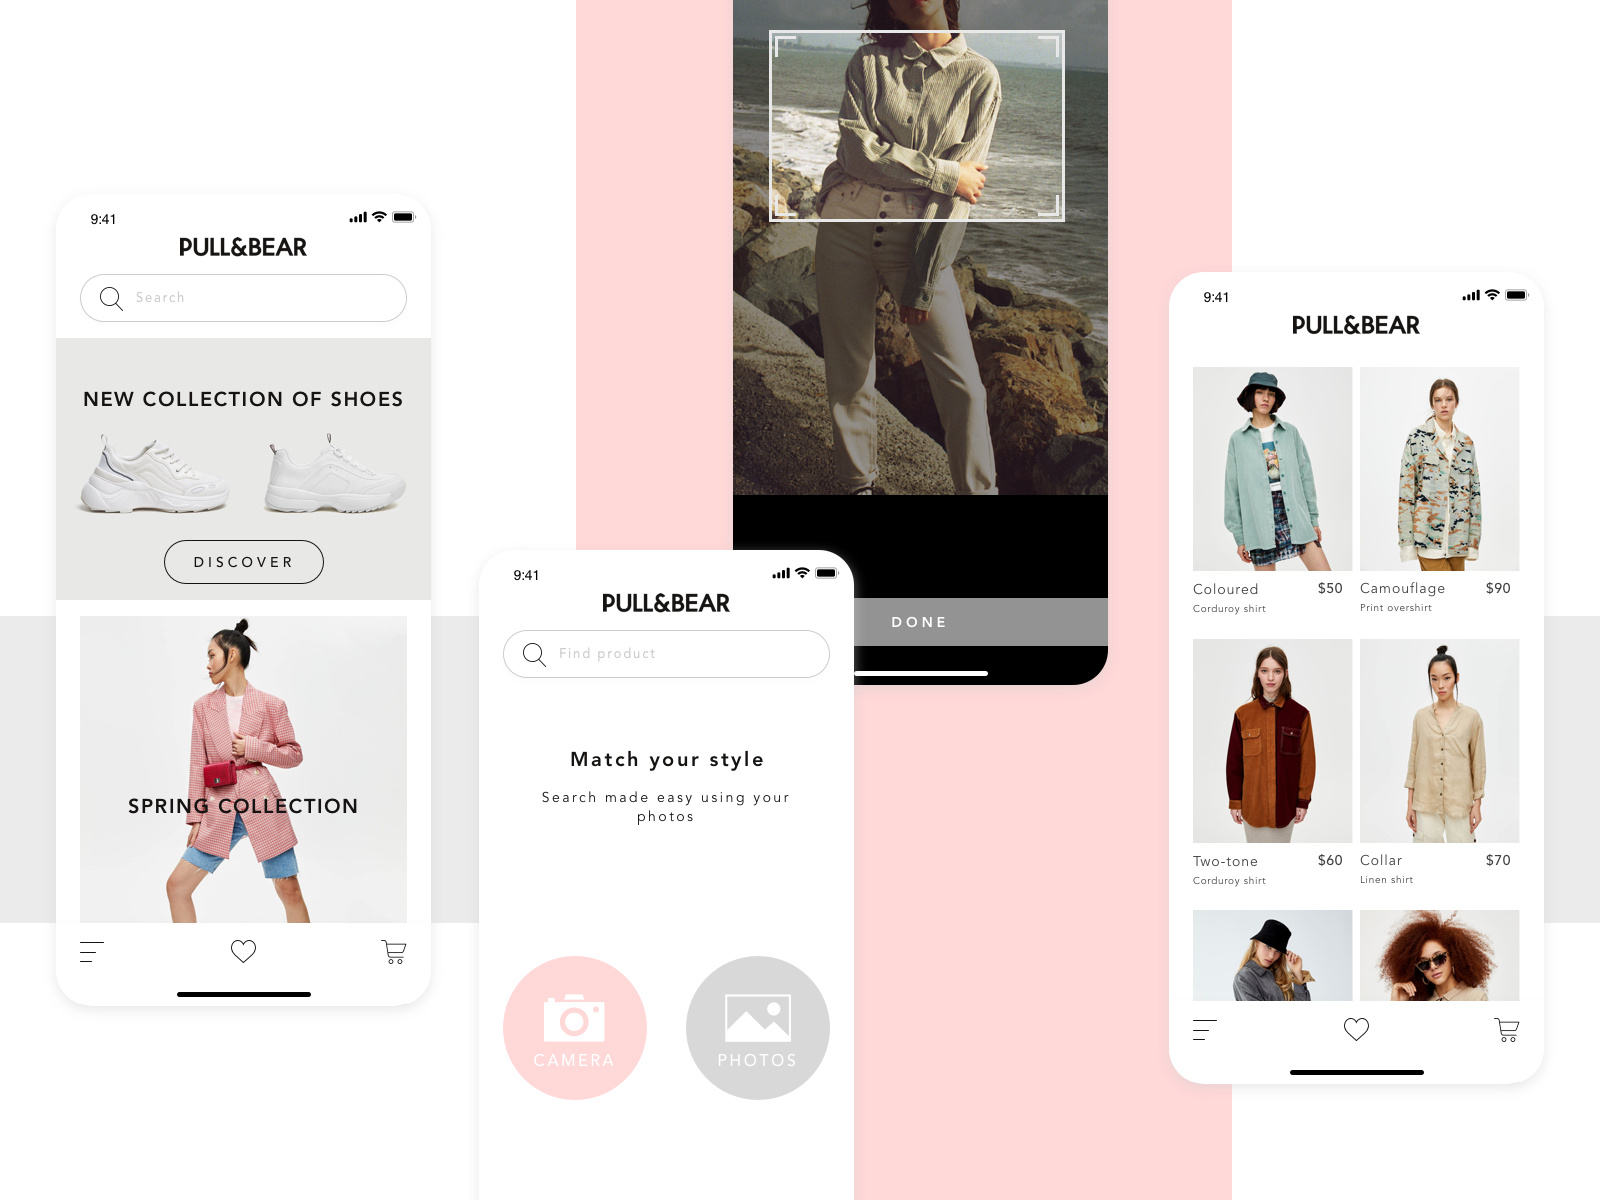 9:41
PULL&BEAR
Search
NEW COLLECTION OF SHOES
DISCOVER
SPRING COLLECTION
9:41
PULL&BEAR
Find product
Match your style
Search made easy using your
photos
CAMERA
PHOTOS
DONE
9:41
PULL&BEAR
Coloured $50
Corduroy shirt
Camouflage $90
Print overshirt
Two-tone $60
Corduroy shirt
Collar $70
Linen shirt